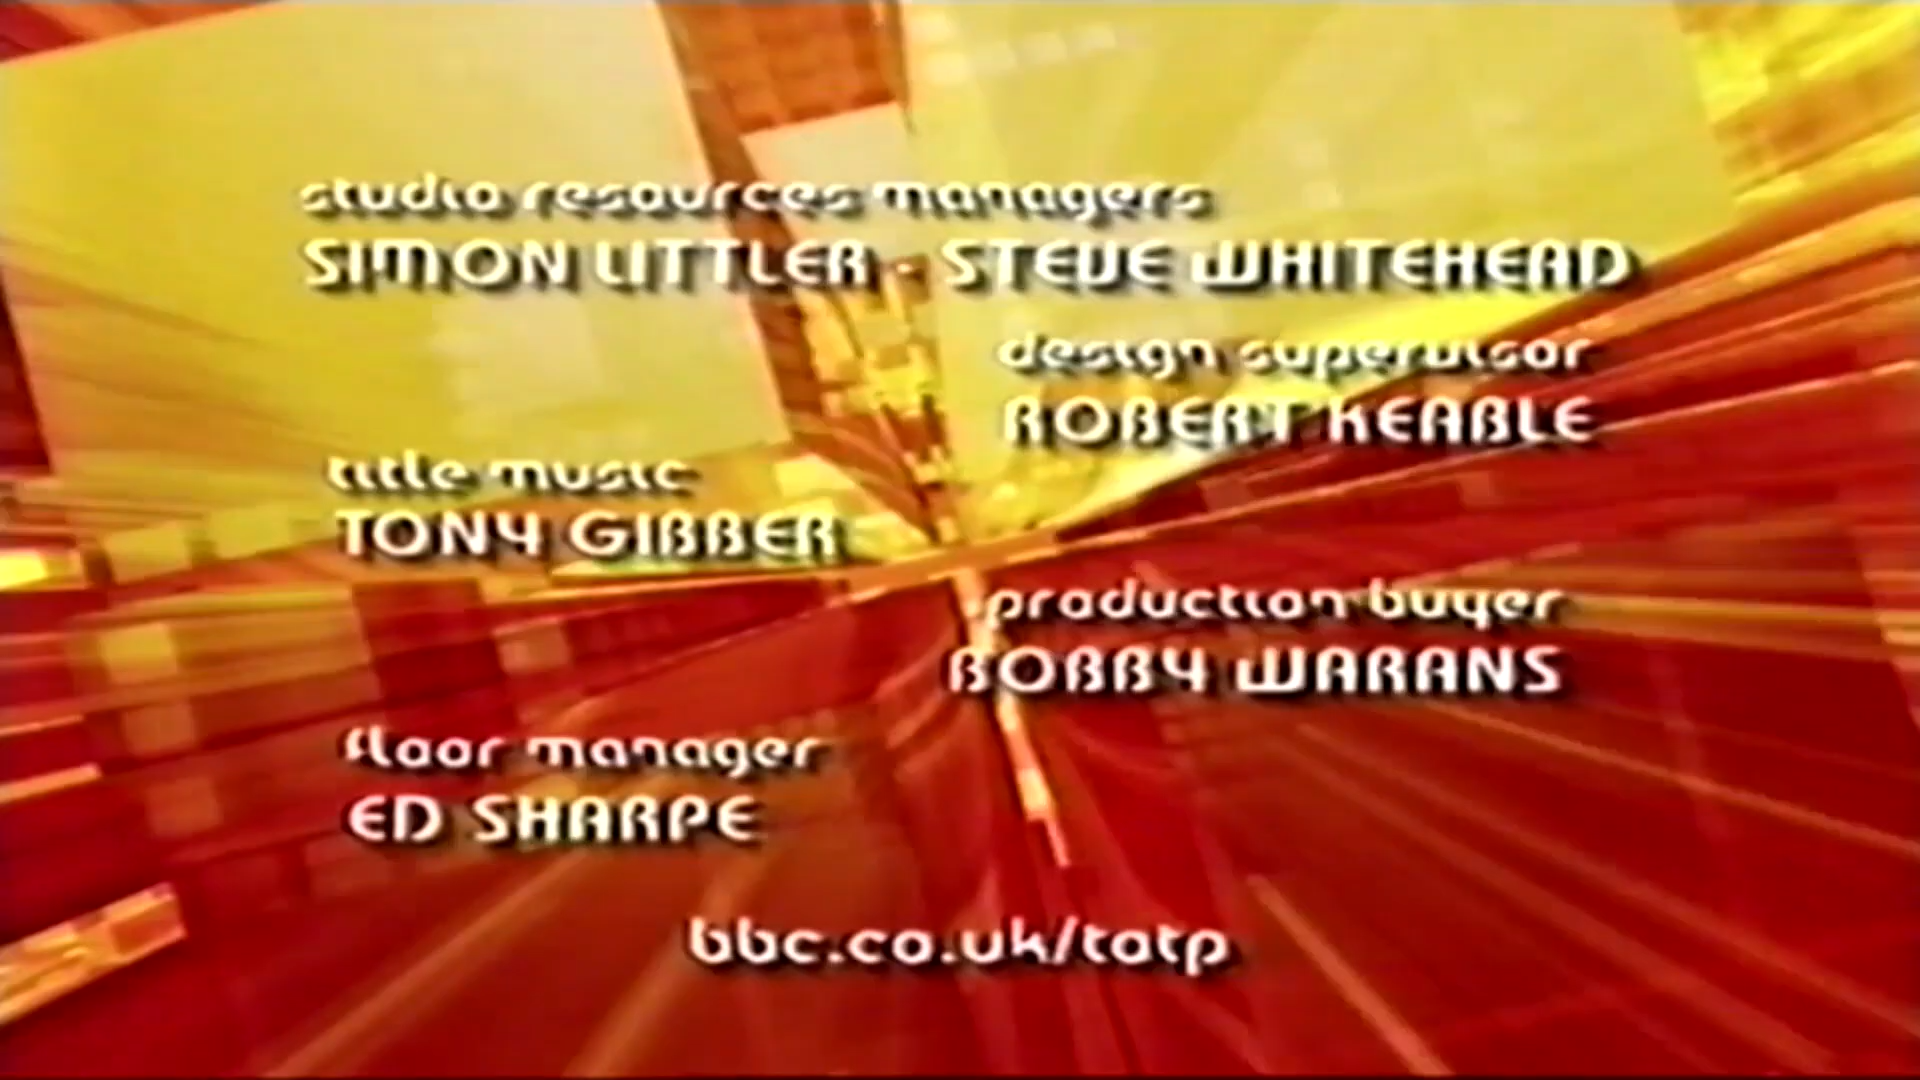 studio resources managers
SIMON LITTLER - STEVE WHITEHEAD
design supervisor
ROBERT KEABLE
title music
TONY GIBBER
production buyer
BOBBY WARANS
floor manager
ED SHARPE
bbc.co.uk/tatp